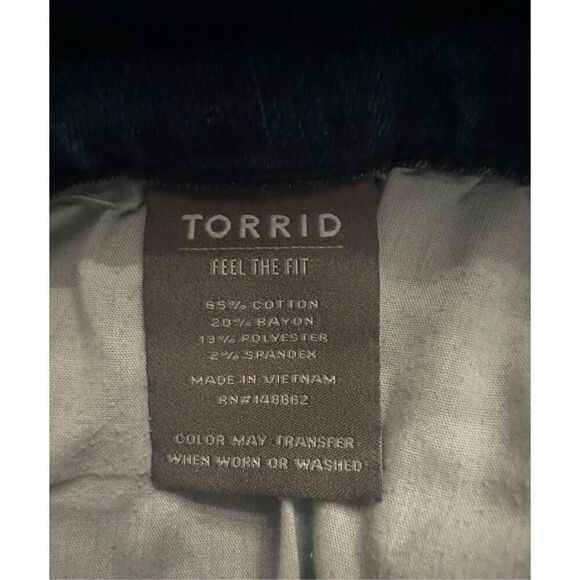 TORRID
FEEL THE FIT
65% COTTON
20% RAYON
13% POLYESTER
2% SPANDEX
MADE IN VIETNAM
RN#148862
COLOR MAY TRANSFER
WHEN WORN OR WASHED